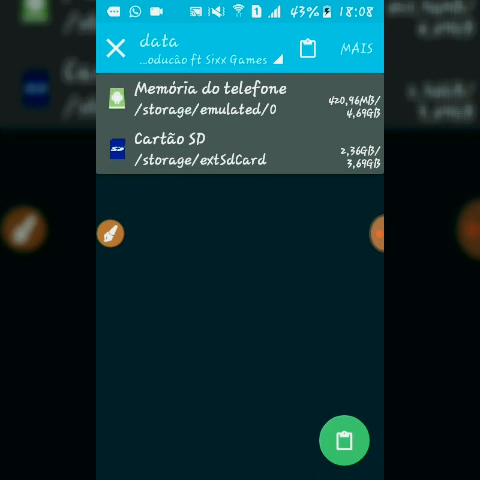 43% 18:08
data
...odução ft Sixx Games
MAIS
Memória do telefone
/storage/emulated/0
420,96MB/
4,69GB
Cartão SD
/storage/extSdCard
2,36GB/
3,69GB